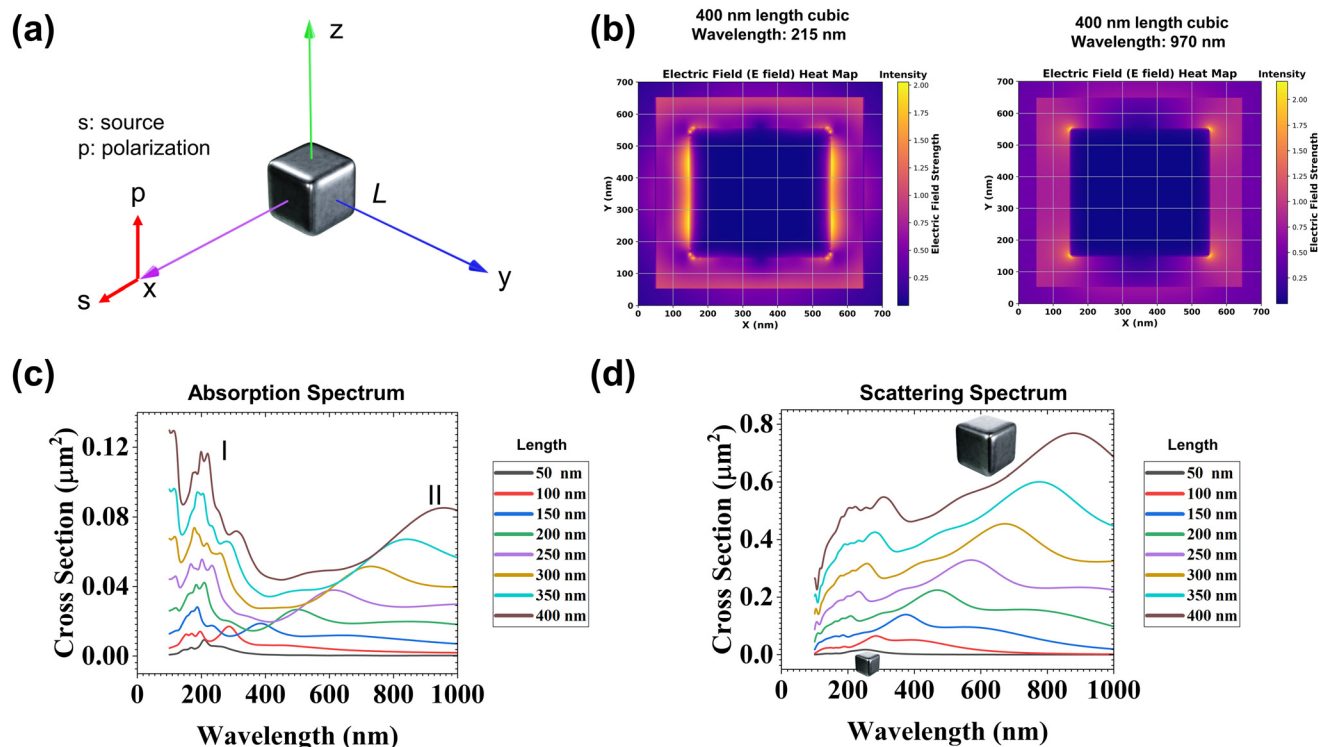 (a)
z
s: source
p: polarization
L
p
s
x
y
(b)
400 nm length cubic
Wavelength: 215 nm
Electric Field (E field) Heat Map
Intensity
700
600
500
400
300
200
100
0
Y (nm)
0 100 200 300 400 500 600 700
X (nm)
2.00
1.75
1.50
1.25
1.00
0.75
0.50
0.25
Electric Field Strength
400 nm length cubic
Wavelength: 970 nm
Electric Field (E field) Heat Map
Intensity
700
600
500
400
300
200
100
0
Y (nm)
0 100 200 300 400 500 600 700
X (nm)
2.00
1.75
1.50
1.25
1.00
0.75
0.50
0.25
Electric Field Strength
(c)
Absorption Spectrum
I
II
0.12
0.08
0.04
0.00
Cross Section (μm²)
0 200 400 600 800 1000
Wavelength (nm)
Length
50 nm
100 nm
150 nm
200 nm
250 nm
300 nm
350 nm
400 nm
(d)
Scattering Spectrum
0.8
0.6
0.4
0.2
0.0
Cross Section (μm²)
0 200 400 600 800 1000
Wavelength (nm)
Length
50 nm
100 nm
150 nm
200 nm
250 nm
300 nm
350 nm
400 nm